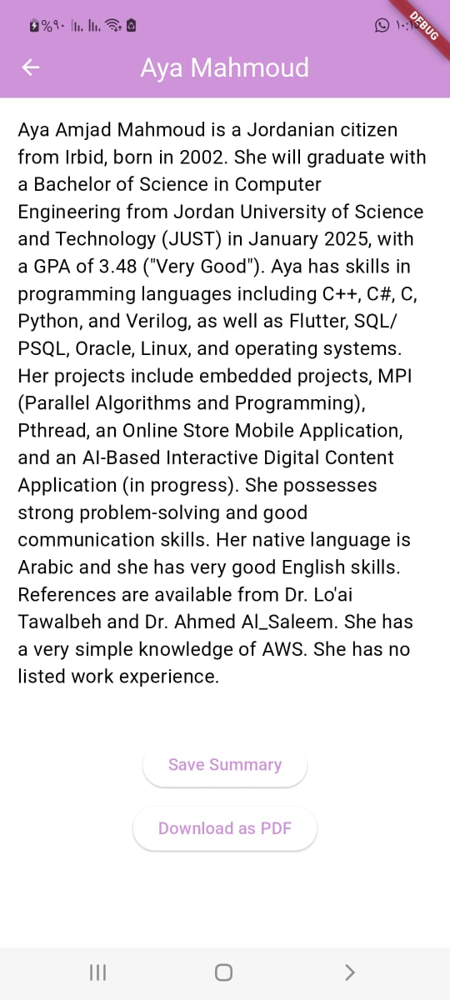 %٩٠
DEBUG
Aya Mahmoud
Aya Amjad Mahmoud is a Jordanian citizen
from Irbid, born in 2002. She will graduate with
a Bachelor of Science in Computer
Engineering from Jordan University of Science
and Technology (JUST) in January 2025, with
a GPA of 3.48 ("Very Good"). Aya has skills in
programming languages including C++, C#, C,
Python, and Verilog, as well as Flutter, SQL/
PSQL, Oracle, Linux, and operating systems.
Her projects include embedded projects, MPI
(Parallel Algorithms and Programming),
Pthread, an Online Store Mobile Application,
and an AI-Based Interactive Digital Content
Application (in progress). She possesses
strong problem-solving and good
communication skills. Her native language is
Arabic and she has very good English skills.
References are available from Dr. Lo'ai
Tawalbeh and Dr. Ahmed Al_Saleem. She has
a very simple knowledge of AWS. She has no
listed work experience.
Save Summary
Download as PDF